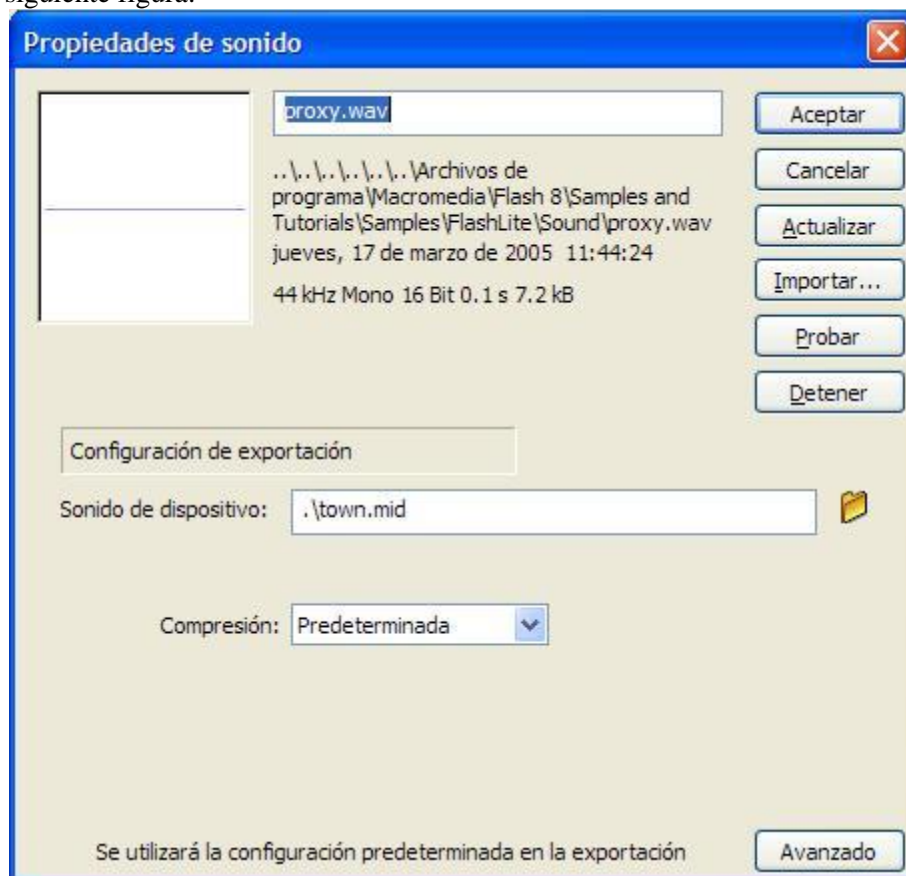 siguiente figura:
Propiedades de sonido
proxy.wav
..\..\..\..\..\..\Archivos de
programa\Macromedia\Flash 8\Samples and
Tutorials\Samples\FlashLite\Sound\proxy.wav
jueves, 17 de marzo de 2005 11:44:24
44 kHz Mono 16 Bit 0.1 s 7.2 kB
Aceptar
Cancelar
Actualizar
Importar...
Probar
Detener
Configuración de exportación
Sonido de dispositivo: .\town.mid
Compresión: Predeterminada
Se utilizará la configuración predeterminada en la exportación
Avanzado